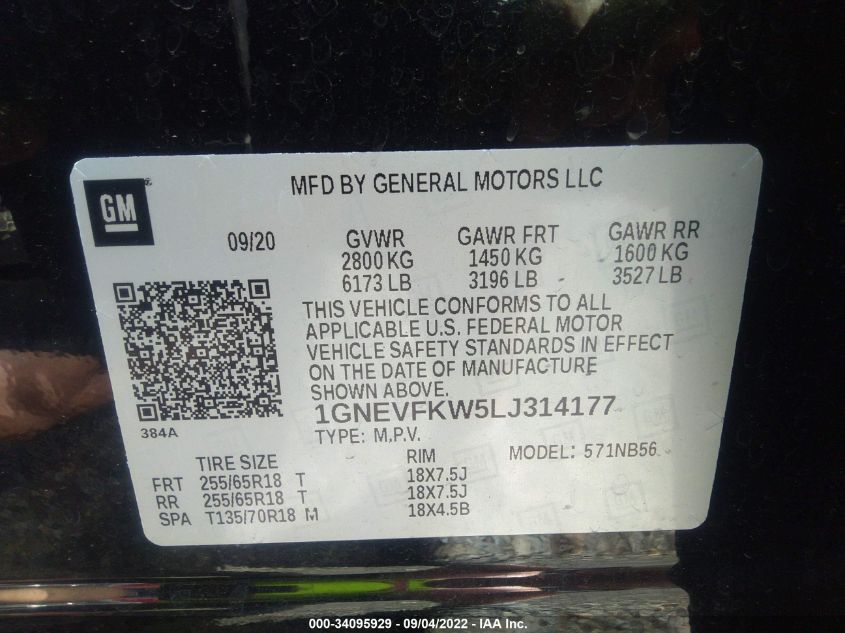 GM
MFD BY GENERAL MOTORS LLC
09/20
GVWR GAWR FRT GAWR RR
2800 KG 1450 KG 1600 KG
6173 LB 3196 LB 3527 LB
THIS VEHICLE CONFORMS TO ALL
APPLICABLE U.S. FEDERAL MOTOR
VEHICLE SAFETY STANDARDS IN EFFECT
ON THE DATE OF MANUFACTURE
SHOWN ABOVE.
384A
1GNEVFKW5LJ314177
TYPE: M.P.V. MODEL: 571NB56
TIRE SIZE RIM
FRT 255/65R18 T 18X7.5J
RR 255/65R18 T 18X7.5J
SPA T135/70R18 M 18X4.5B
000-34095929 - 09/04/2022 - IAA Inc.